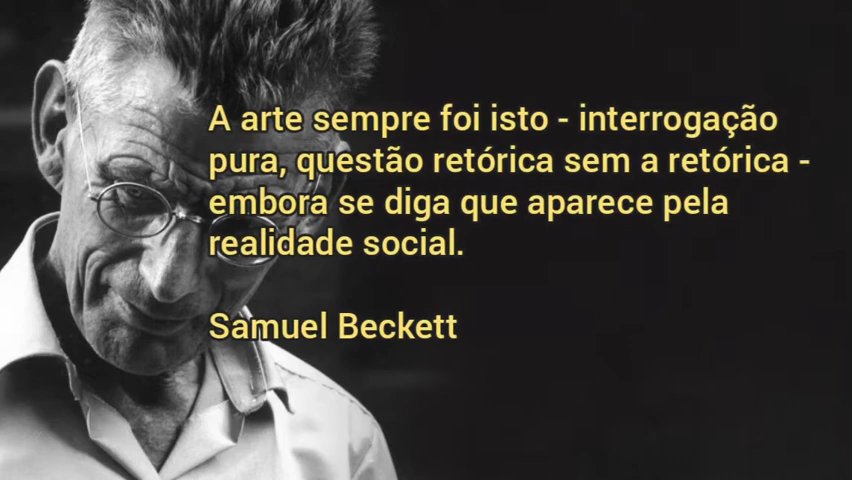 A arte sempre foi isto - interrogação
pura, questão retórica sem a retórica -
embora se diga que aparece pela
realidade social.
Samuel Beckett